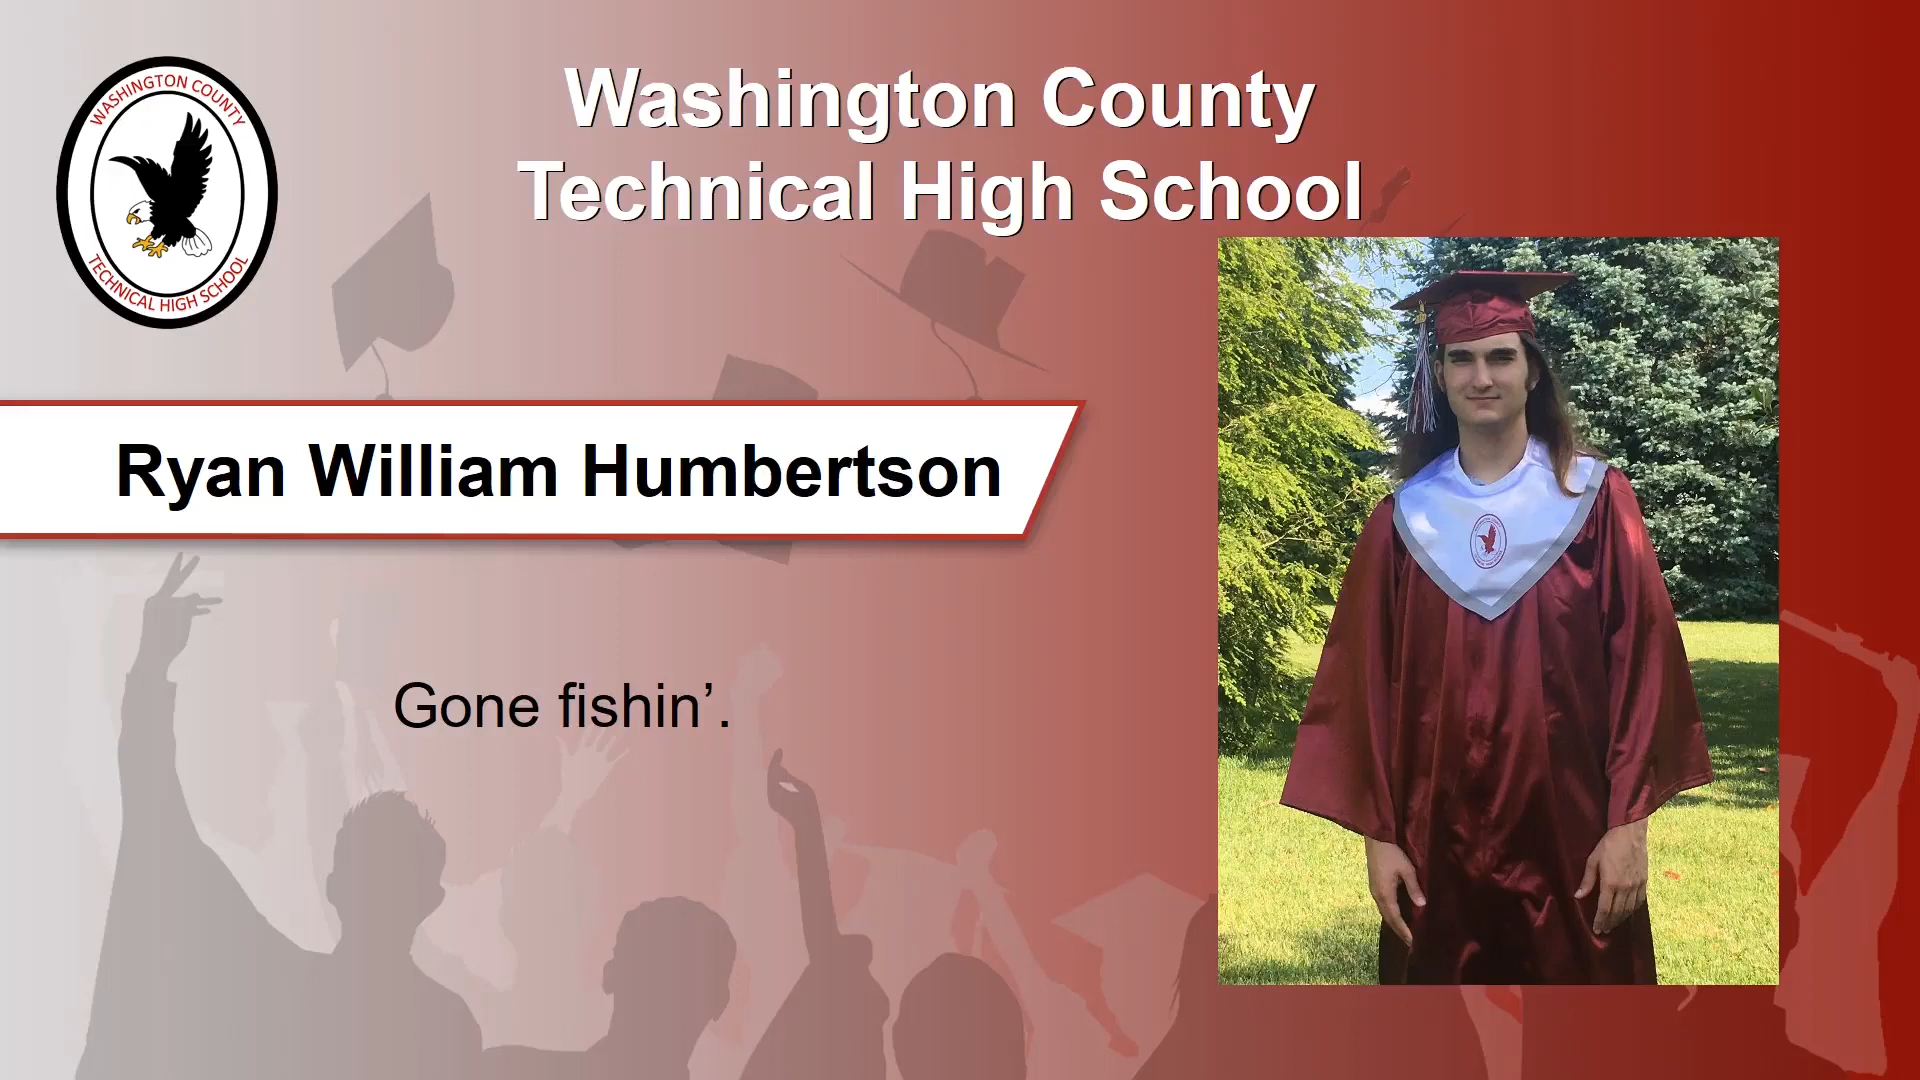 WASHINGTON COUNTY
TECHNICAL HIGH SCHOOL
Washington County
Technical High School
Ryan William Humbertson
Gone fishin’.